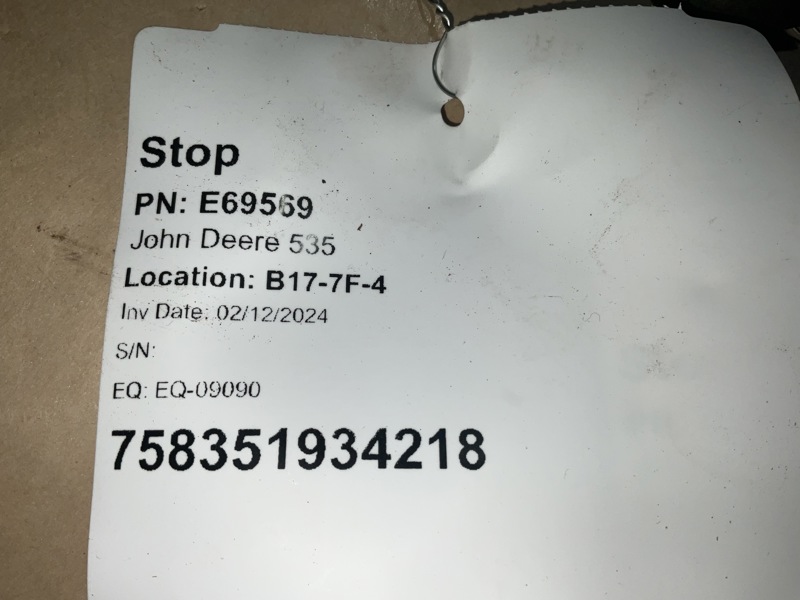 Stop
PN: E69569
John Deere 535
Location: B17-7F-4
Inv Date: 02/12/2024
S/N:
EQ: EQ-09090
758351934218